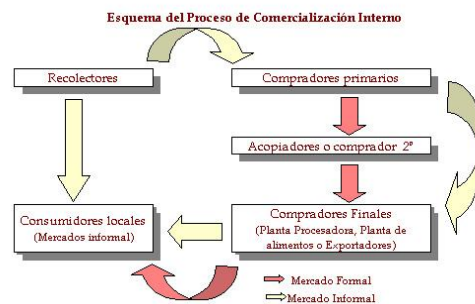 Esquema del Proceso de Comercialización Interno
Recolectores
Compradores primarios
Acopiadores o comprador 2º
Consumidores locales
(Mercados informal)
Compradores Finales
(Planta Procesadora, Planta de
alimentos o Exportadores)
Mercado Formal
Mercado Informal